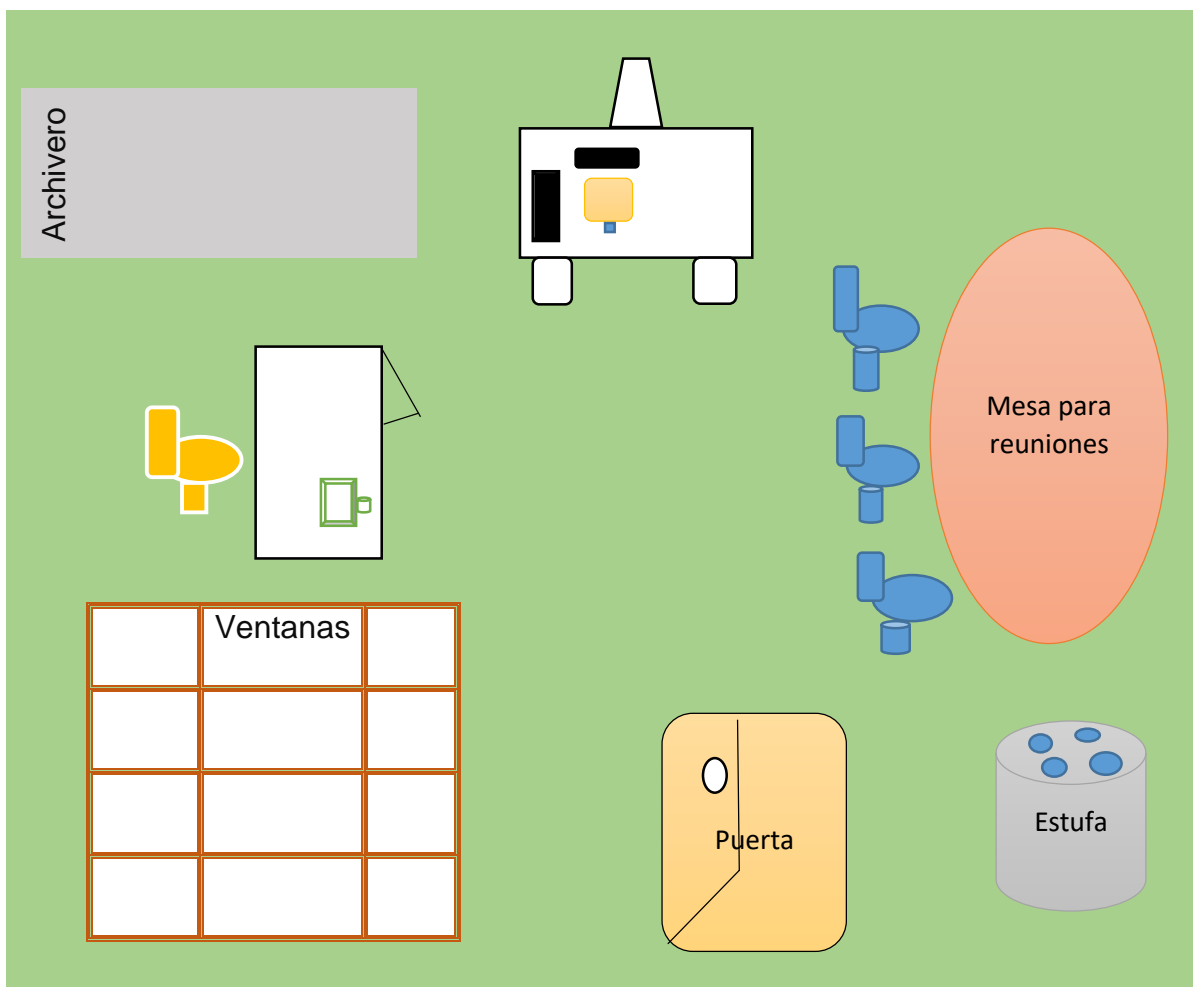 Archivero
Mesa para
reuniones
Ventanas
Puerta
Estufa